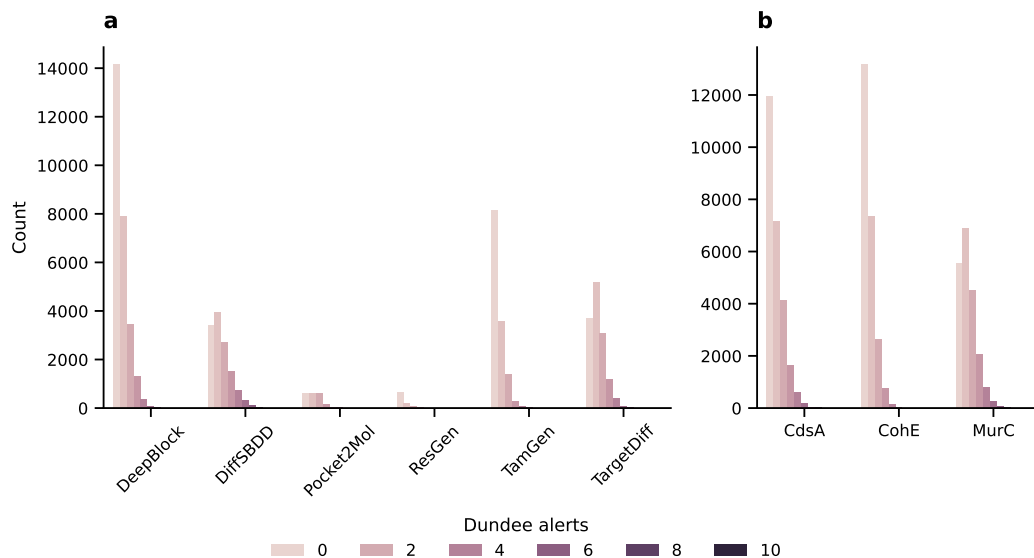 a
b
Count
14000
12000
10000
8000
6000
4000
2000
0
12000
10000
8000
6000
4000
2000
0
DeepBlock
DiffSBDD
Pocket2Mol
ResGen
TamGen
TargetDiff
CdsA
CohE
MurC
Dundee alerts
0 2 4 6 8 10